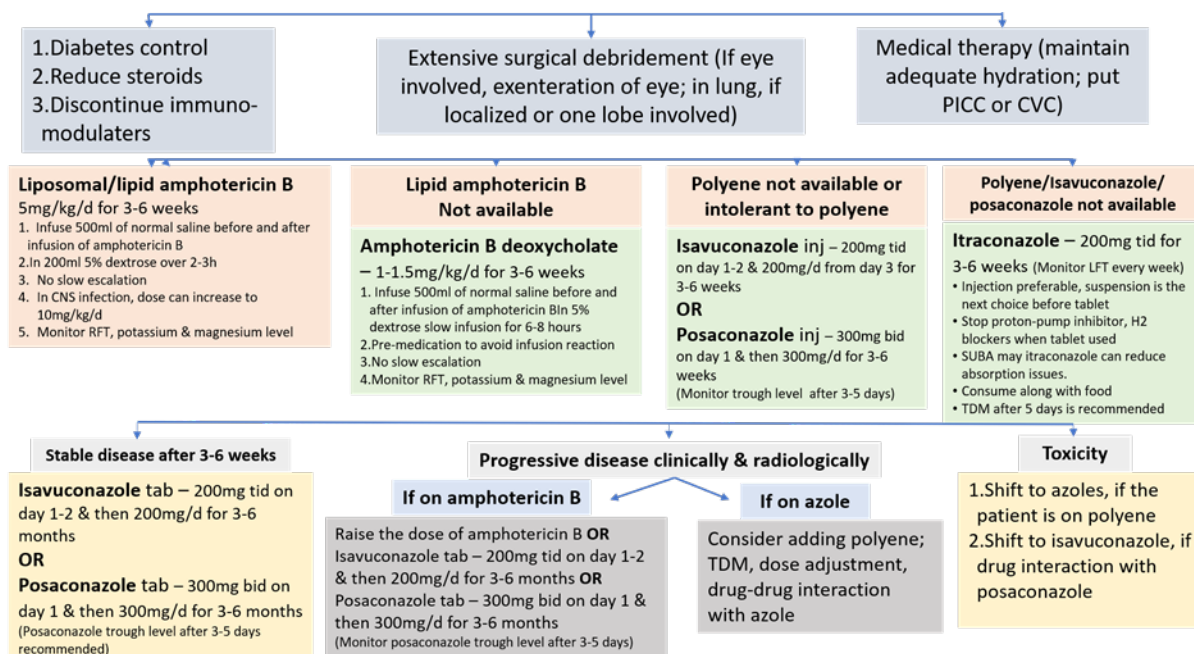 1.Diabetes control
2.Reduce steroids
3.Discontinue immuno-
modulaters
Extensive surgical debridement (If eye
involved, exenteration of eye; in lung, if
localized or one lobe involved)
Medical therapy (maintain
adequate hydration; put
PICC or CVC)
Liposomal/lipid amphotericin B
5mg/kg/d for 3-6 weeks
1. Infuse 500ml of normal saline before and after
infusion of amphotericin B
2.In 200ml 5% dextrose over 2-3h
3. No slow escalation
4. In CNS infection, dose can increase to
10mg/kg/d
5. Monitor RFT, potassium & magnesium level
Lipid amphotericin B
Not available
Amphotericin B deoxycholate
– 1-1.5mg/kg/d for 3-6 weeks
1. Infuse 500ml of normal saline before and
after infusion of amphotericin BIn 5%
dextrose slow infusion for 6-8 hours
2.Pre-medication to avoid infusion reaction
3.No slow escalation
4.Monitor RFT, potassium & magnesium level
Polyene not available or
intolerant to polyene
Isavuconazole inj – 200mg tid
on day 1-2 & 200mg/d from day 3 for
3-6 weeks
OR
Posaconazole inj – 300mg bid
on day 1 & then 300mg/d for 3-6
weeks
(Monitor trough level after 3-5 days)
Polyene/Isavuconazole/
posaconazole not available
Itraconazole – 200mg tid for
3-6 weeks (Monitor LFT every week)
• Injection preferable, suspension is the
next choice before tablet
• Stop proton-pump inhibitor, H2
blockers when tablet used
• SUBA may itraconazole can reduce
absorption issues.
• Consume along with food
• TDM after 5 days is recommended
Stable disease after 3-6 weeks
Isavuconazole tab – 200mg tid on
day 1-2 & then 200mg/d for 3-6
months
OR
Posaconazole tab – 300mg bid on
day 1 & then 300mg/d for 3-6 months
(Posaconazole trough level after 3-5 days
recommended)
Progressive disease clinically & radiologically
If on amphotericin B
Raise the dose of amphotericin B OR
Isavuconazole tab – 200mg tid on day 1-2
& then 200mg/d for 3-6 months OR
Posaconazole tab – 300mg bid on day 1 &
then 300mg/d for 3-6 months
(Monitor posaconazole trough level after 3-5 days)
If on azole
Consider adding polyene;
TDM, dose adjustment,
drug-drug interaction
with azole
Toxicity
1.Shift to azoles, if the
patient is on polyene
2.Shift to isavuconazole, if
drug interaction with
posaconazole